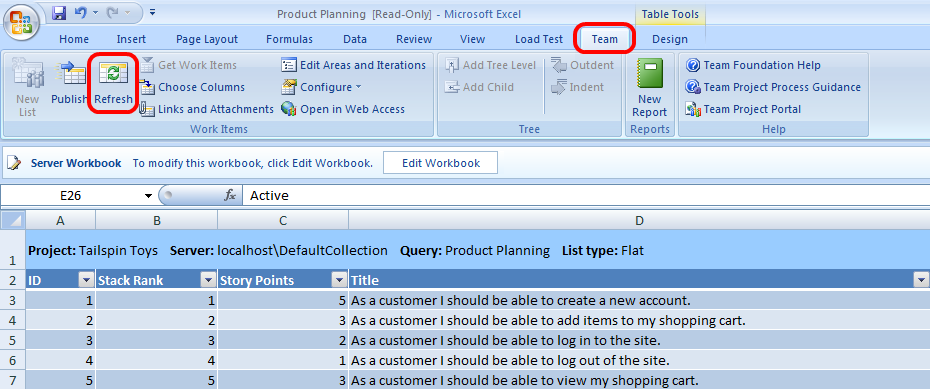 Product Planning [Read-Only] - Microsoft Excel
Table Tools
Home Insert Page Layout Formulas Data Review View Load Test Team Design
New List
Publish
Refresh
Get Work Items
Choose Columns
Links and Attachments
Edit Areas and Iterations
Configure
Open in Web Access
Work Items
Add Tree Level
Add Child
Outdent
Indent
Tree
New Report
Reports
Team Foundation Help
Team Project Process Guidance
Team Project Portal
Help
Server Workbook To modify this workbook, click Edit Workbook. Edit Workbook
E26 fx Active
A B C D
1 Project: Tailspin Toys Server: localhost\DefaultCollection Query: Product Planning List type: Flat
2 ID Stack Rank Story Points Title
3 1 1 5 As a customer I should be able to create a new account.
4 2 2 3 As a customer I should be able to add items to my shopping cart.
5 3 3 2 As a customer I should be able to log in to the site.
6 4 4 1 As a customer I should be able to log out of the site.
7 5 5 3 As a customer I should be able to view my shopping cart.